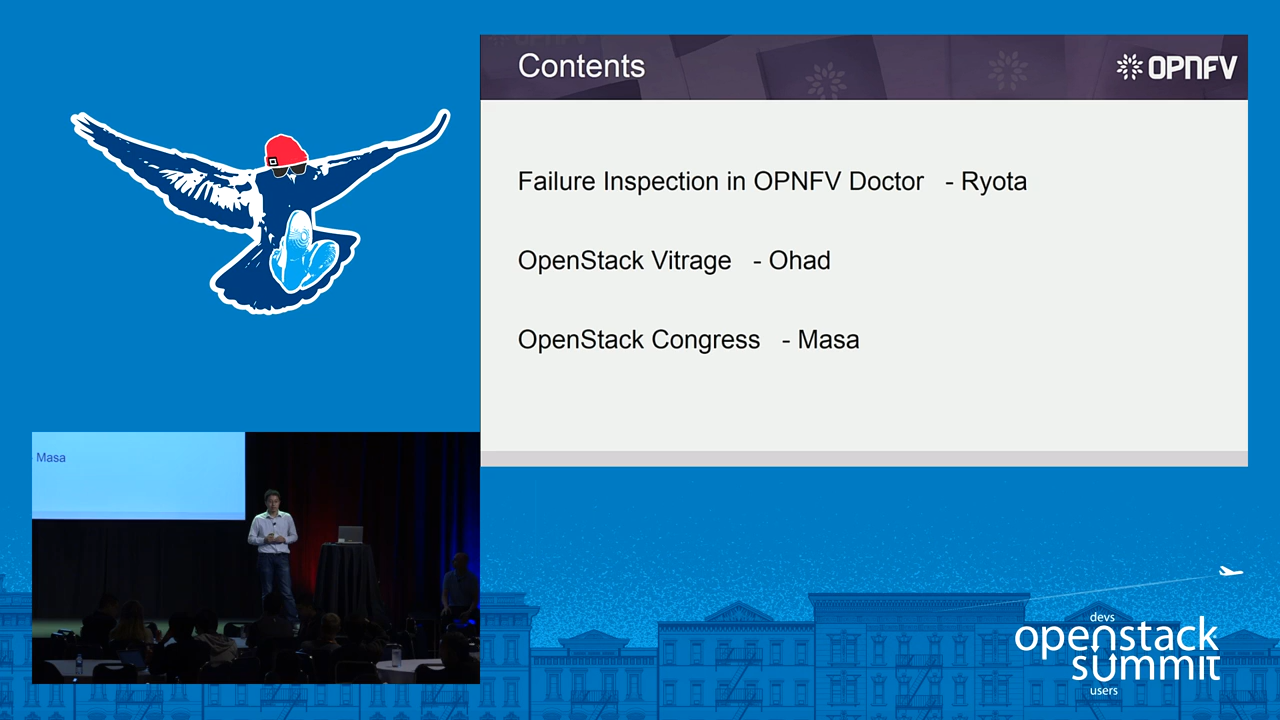 Contents
OPNFV
Failure Inspection in OPNFV Doctor - Ryota
OpenStack Vitrage - Ohad
OpenStack Congress - Masa
Masa
devs
openstack
summit
users